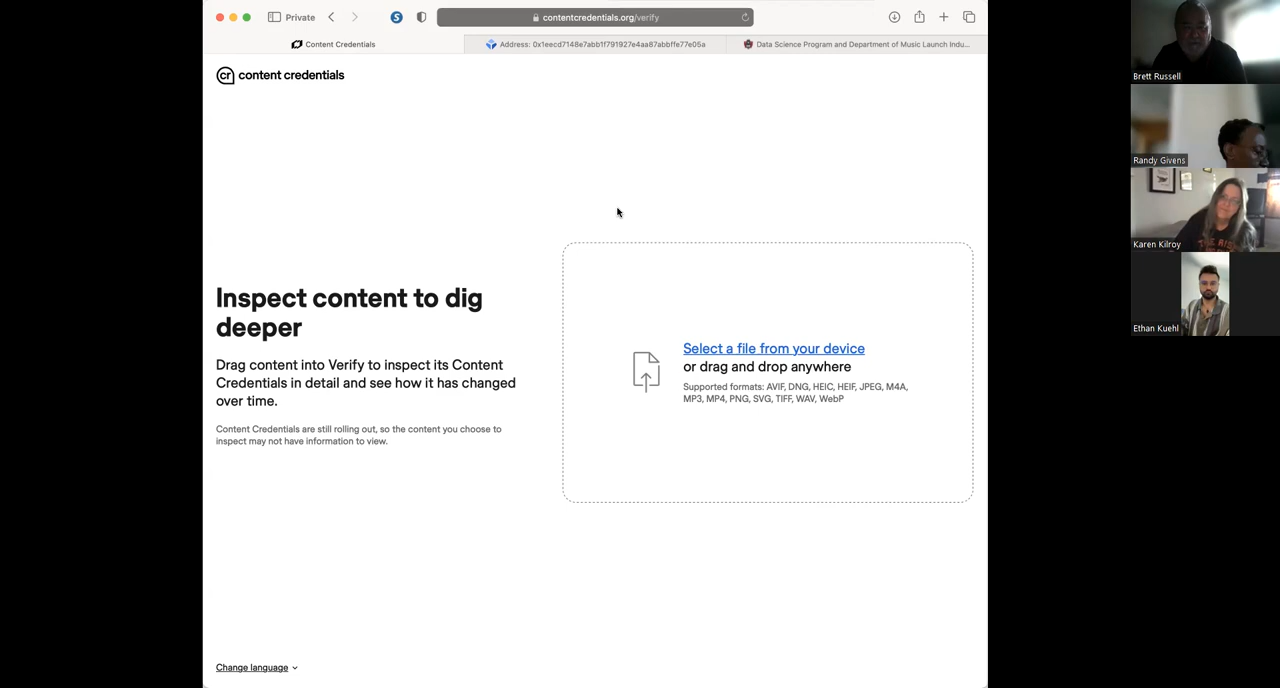 Private
contentcredentials.org/verify
Content Credentials
Address: 0x1eecd7148e7abb1f791927e4aa87abbffe77e05a
Data Science Program and Department of Music Launch Indu...
cr content credentials
Inspect content to dig
deeper
Drag content into Verify to inspect its Content
Credentials in detail and see how it has changed
over time.
Content Credentials are still rolling out, so the content you choose to
inspect may not have information to view.
Select a file from your device
or drag and drop anywhere
Supported formats: AVIF, DNG, HEIC, HEIF, JPEG, M4A,
MP3, MP4, PNG, SVG, TIFF, WAV, WebP
Change language
Brett Russell
Randy Givens
Karen Kilroy
Ethan Kuehl